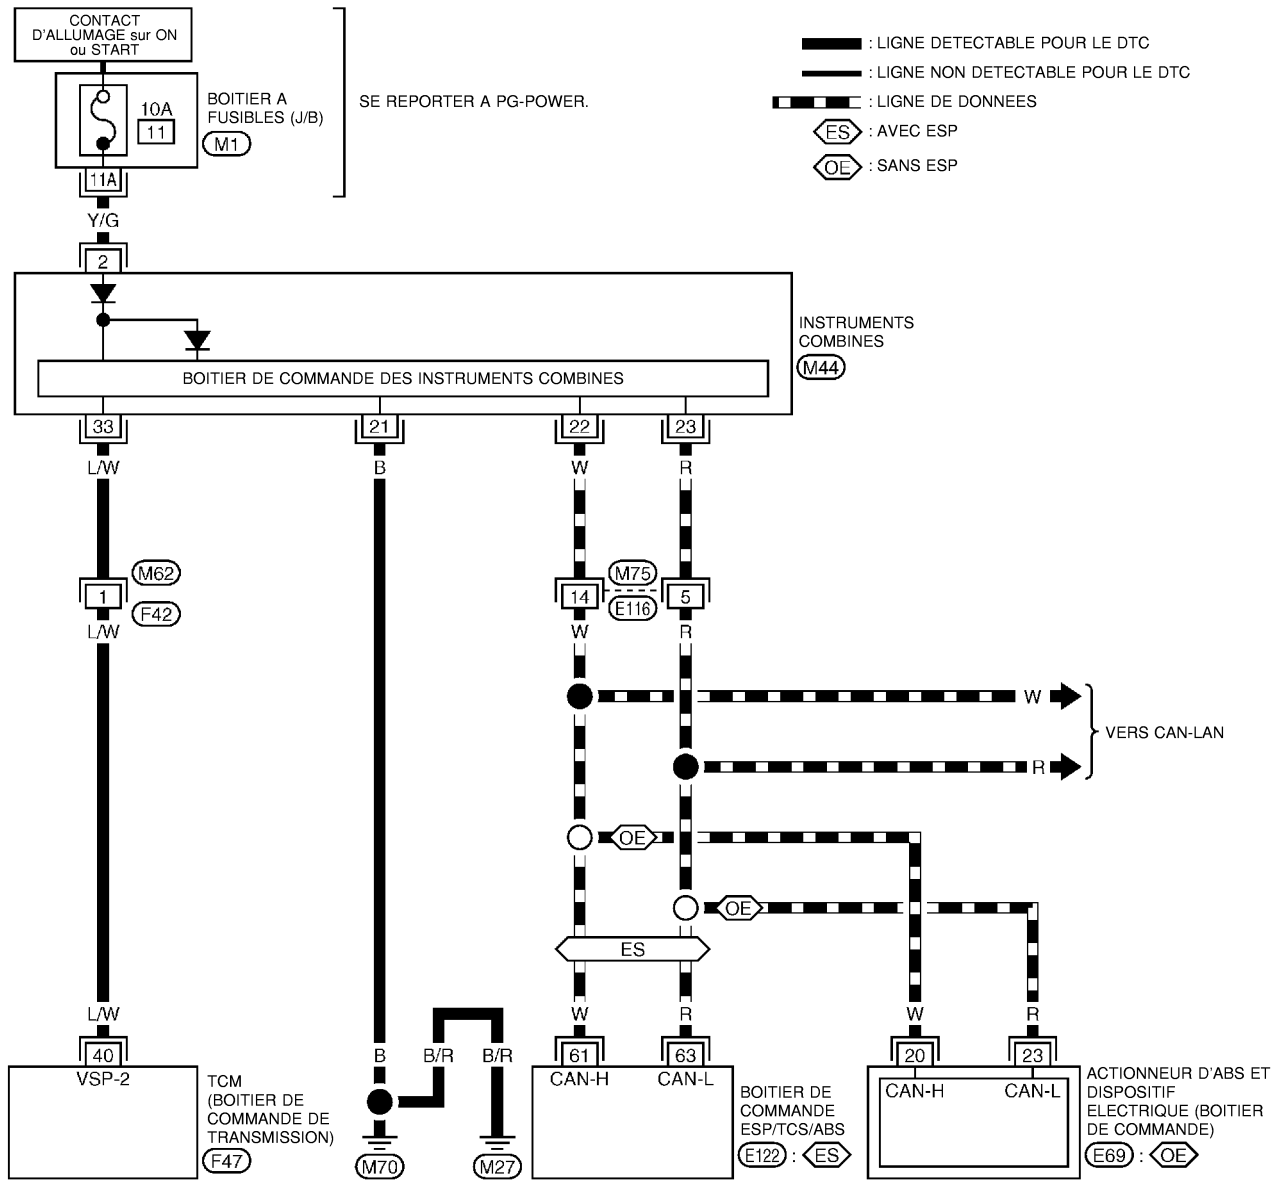 CONTACT
D'ALLUMAGE sur ON
ou START
10A
11
BOITIER A
FUSIBLES (J/B)
M1
SE REPORTER A PG-POWER.
: LIGNE DETECTABLE POUR LE DTC
: LIGNE NON DETECTABLE POUR LE DTC
: LIGNE DE DONNEES
ES : AVEC ESP
OE : SANS ESP
11A
Y/G
2
INSTRUMENTS
COMBINES
M44
BOITIER DE COMMANDE DES INSTRUMENTS COMBINES
33 21 22 23
L/W B W R
M62
1
F42
L/W
M75
14 5
E116
W R
W
VERS CAN-LAN
R
OE
OE
ES
L/W W R W R
B B/R B/R
40 61 63 20 23
VSP-2
CAN-H CAN-L
CAN-H CAN-L
TCM
(BOITIER DE
COMMANDE DE
TRANSMISSION)
F47
M70
M27
BOITIER DE
COMMANDE
ESP/TCS/ABS
E122 : ES
ACTIONNEUR D'ABS ET
DISPOSITIF
ELECTRIQUE (BOITIER
DE COMMANDE)
E69 : OE